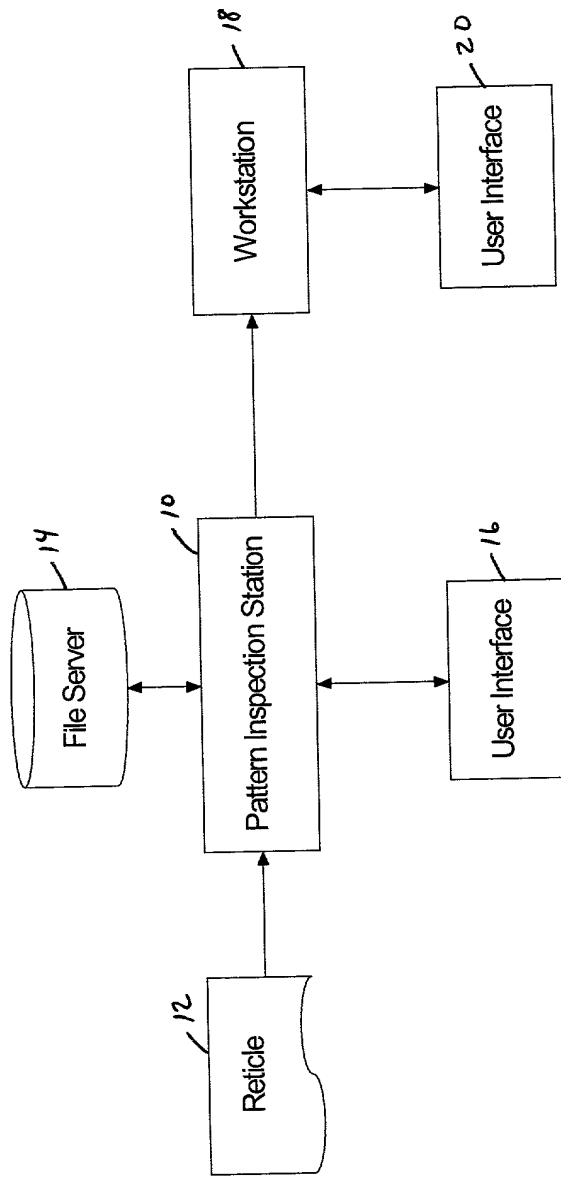 14
File Server
12
Reticle
10
Pattern Inspection Station
18
Workstation
16
User Interface
20
User Interface